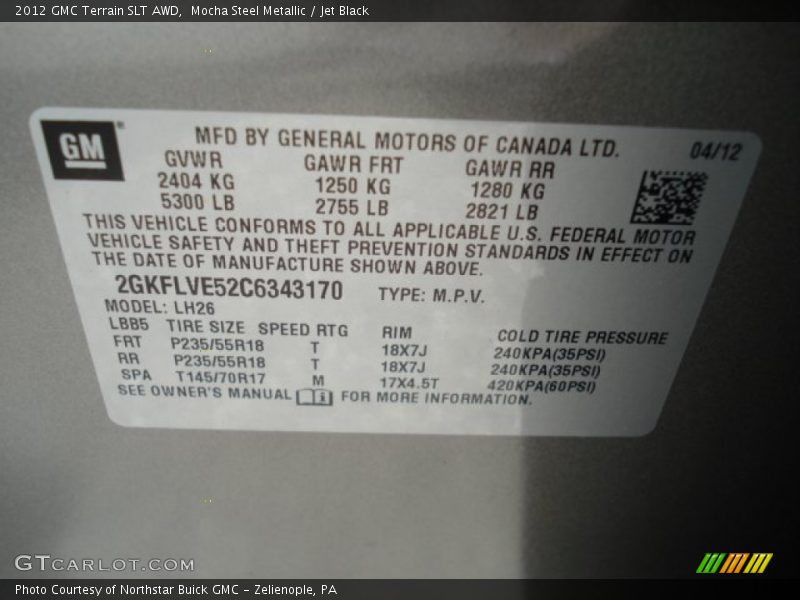 2012 GMC Terrain SLT AWD,  Mocha Steel Metallic / Jet Black
GM
MFD BY GENERAL MOTORS OF CANADA LTD. 04/12
GVWR GAWR FRT GAWR RR
2404 KG 1250 KG 1280 KG
5300 LB 2755 LB 2821 LB
THIS VEHICLE CONFORMS TO ALL APPLICABLE U.S. FEDERAL MOTOR
VEHICLE SAFETY AND THEFT PREVENTION STANDARDS IN EFFECT ON
THE DATE OF MANUFACTURE SHOWN ABOVE.
2GKFLVE52C6343170 TYPE: M.P.V.
MODEL: LH26
LBB5 TIRE SIZE SPEED RTG RIM COLD TIRE PRESSURE
FRT P235/55R18 T 18X7J 240KPA(35PSI)
RR P235/55R18 T 18X7J 240KPA(35PSI)
SPA T145/70R17 M 17X4.5T 420KPA(60PSI)
SEE OWNER'S MANUAL FOR MORE INFORMATION.
GTCARLOT.COM
Photo Courtesy of Northstar Buick GMC - Zelienople, PA